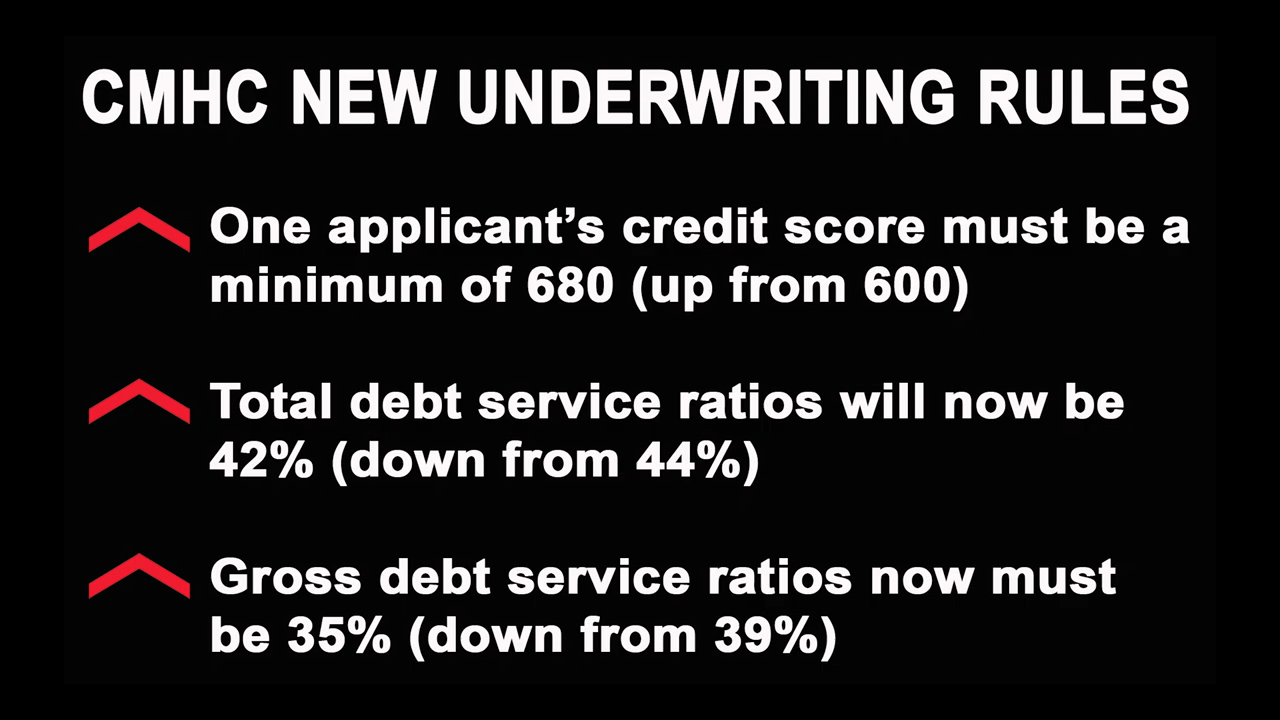 CMHC NEW UNDERWRITING RULES
One applicant’s credit score must be a
minimum of 680 (up from 600)
Total debt service ratios will now be
42% (down from 44%)
Gross debt service ratios now must
be 35% (down from 39%)